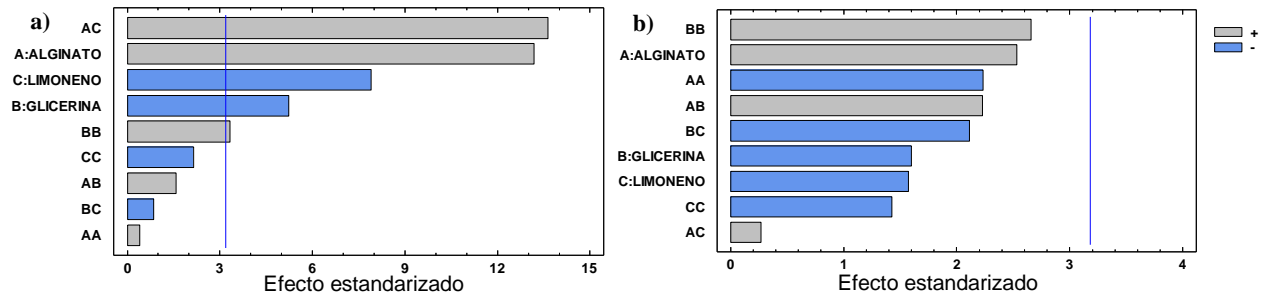 a)
AC
A:ALGINATO
C:LIMONENO
B:GLICERINA
BB
CC
AB
BC
AA
0 3 6 9 12 15
Efecto estandarizado
b)
BB
A:ALGINATO
AA
AB
BC
B:GLICERINA
C:LIMONENO
CC
AC
0 1 2 3 4
Efecto estandarizado
+
-